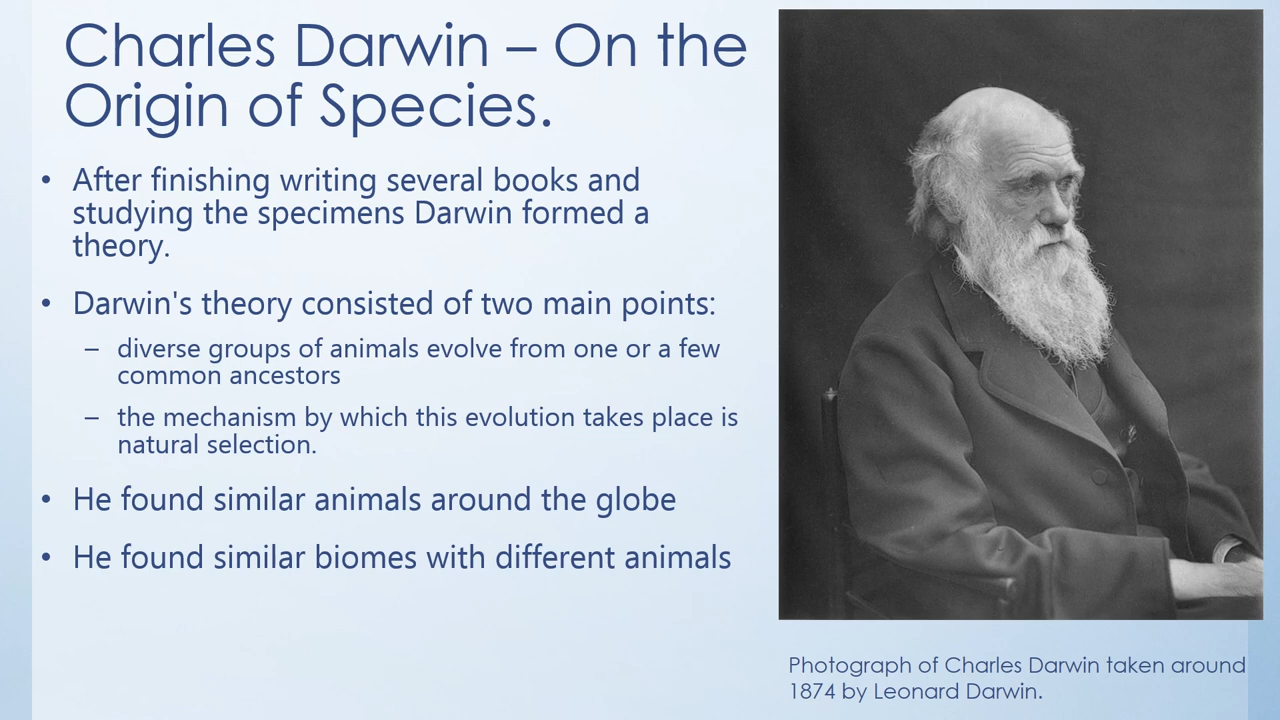 Charles Darwin – On the
Origin of Species.
• After finishing writing several books and
studying the specimens Darwin formed a
theory.
• Darwin's theory consisted of two main points:
– diverse groups of animals evolve from one or a few
common ancestors
– the mechanism by which this evolution takes place is
natural selection.
• He found similar animals around the globe
• He found similar biomes with different animals
Photograph of Charles Darwin taken around
1874 by Leonard Darwin.